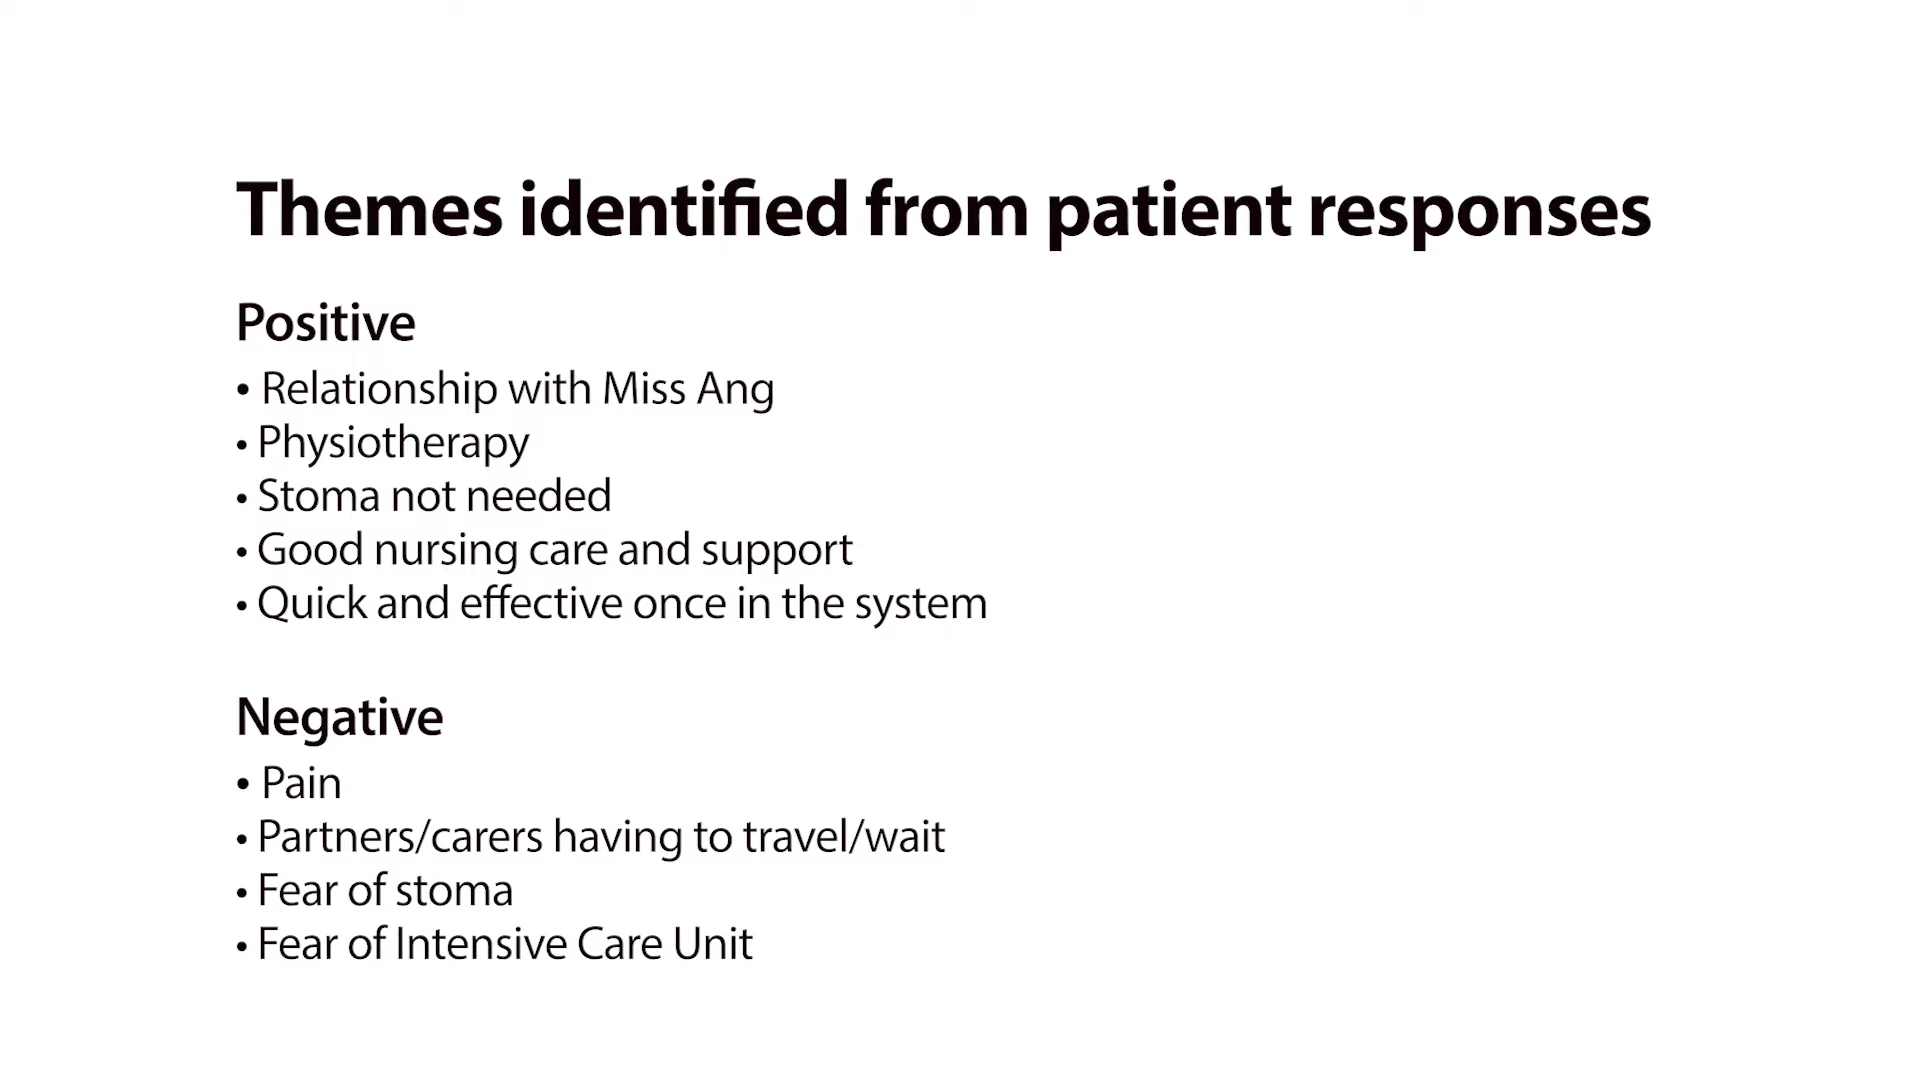 Themes identified from patient responses
Positive
• Relationship with Miss Ang
• Physiotherapy
• Stoma not needed
• Good nursing care and support
• Quick and effective once in the system
Negative
• Pain
• Partners/carers having to travel/wait
• Fear of stoma
• Fear of Intensive Care Unit